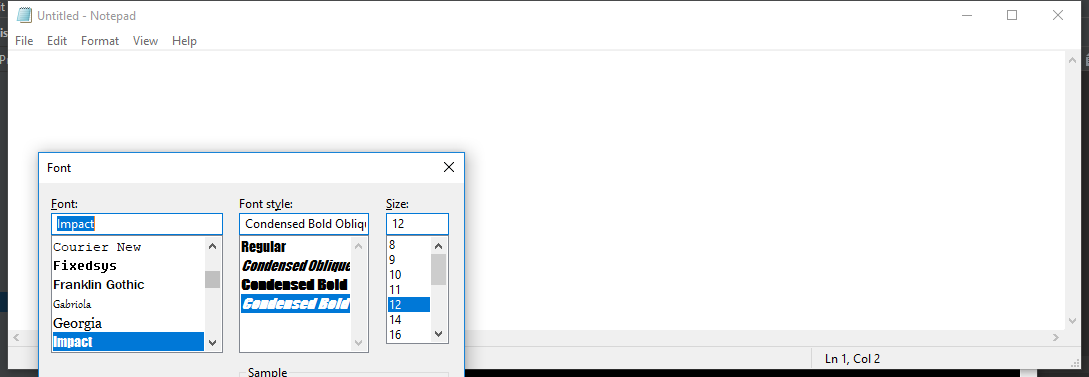 Untitled - Notepad
File Edit Format View Help
Font
Font: Font style: Size:
Impact Condensed Bold Obliqu 12
Courier New
Fixedsys
Franklin Gothic
Gabriola
Georgia
Impact
Regular
Condensed Oblique
Condensed Bold
Condensed Bold
8
9
10
11
12
14
16
Sample
Ln 1, Col 2